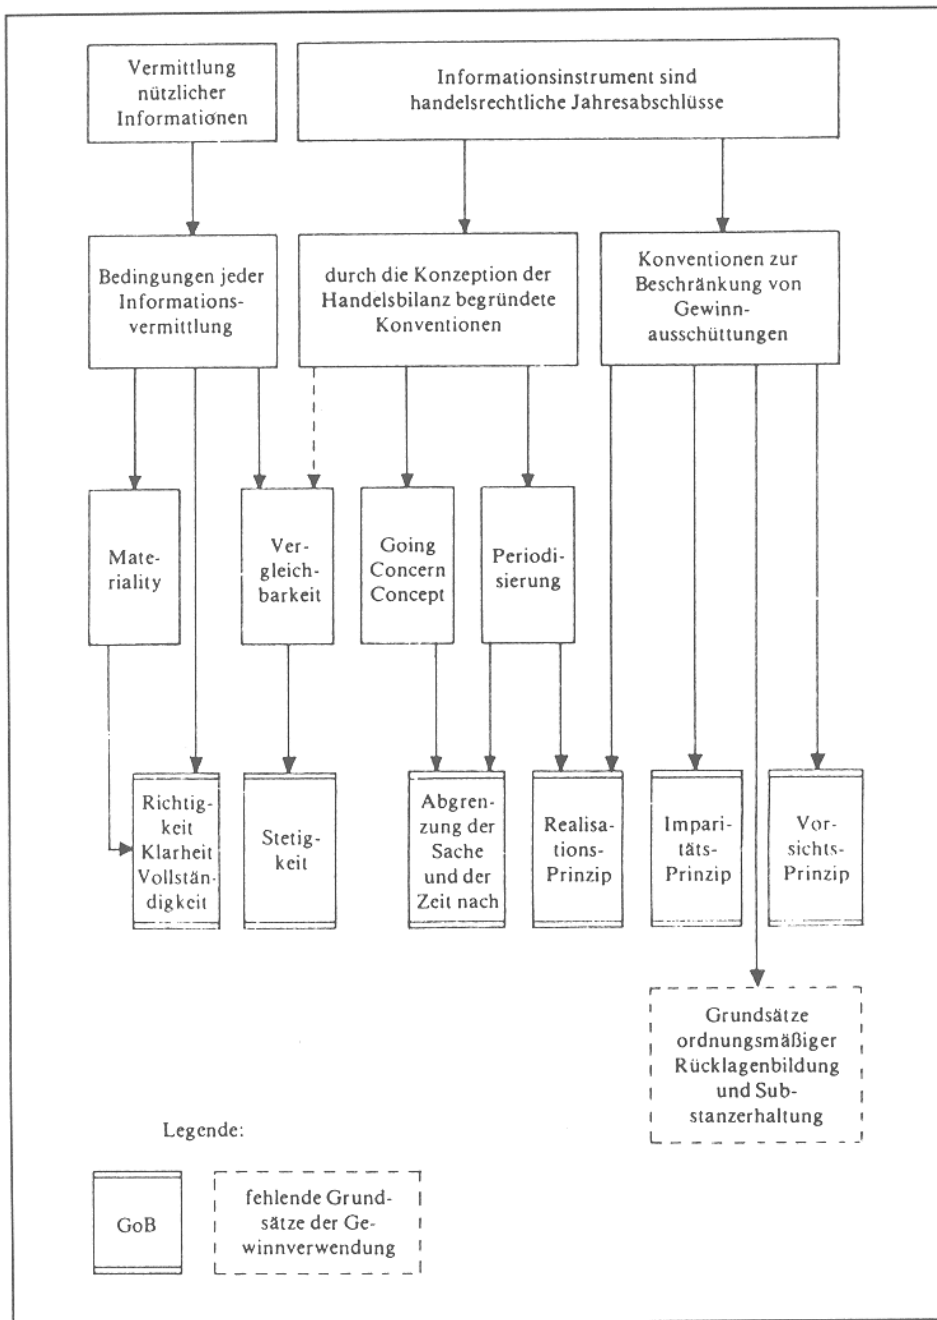 Vermittlung
nützlicher
Informationen
Informationsinstrument sind
handelsrechtliche Jahresabschlüsse
Bedingungen jeder
Informations-
vermittlung
durch die Konzeption der
Handelsbilanz begründete
Konventionen
Konventionen zur
Beschränkung von
Gewinn-
ausschüttungen
Mate-
riality
Ver-
gleich-
barkeit
Going
Concern
Concept
Periodi-
sierung
Richtig-
keit
Klarheit
Vollstän-
digkeit
Stetig-
keit
Abgren-
zung der
Sache
und der
Zeit nach
Realisa-
tions-
Prinzip
Impari-
täts-
Prinzip
Vor-
sichts-
Prinzip
Grundsätze
ordnungsmäßiger
Rücklagenbildung
und Sub-
stanzerhaltung
Legende:
GoB
fehlende Grund-
sätze der Ge-
winnverwendung